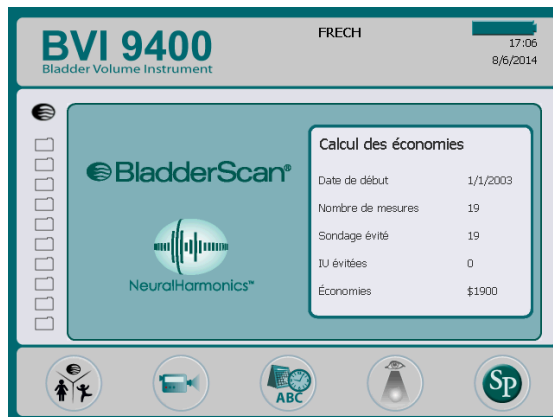 BVI 9400
Bladder Volume Instrument
FRECH
17:06
8/6/2014
BladderScan®
NeuralHarmonics™
Calcul des économies
Date de début 1/1/2003
Nombre de mesures 19
Sondage évité 19
IU évitées 0
Économies $1900
ABC
SP